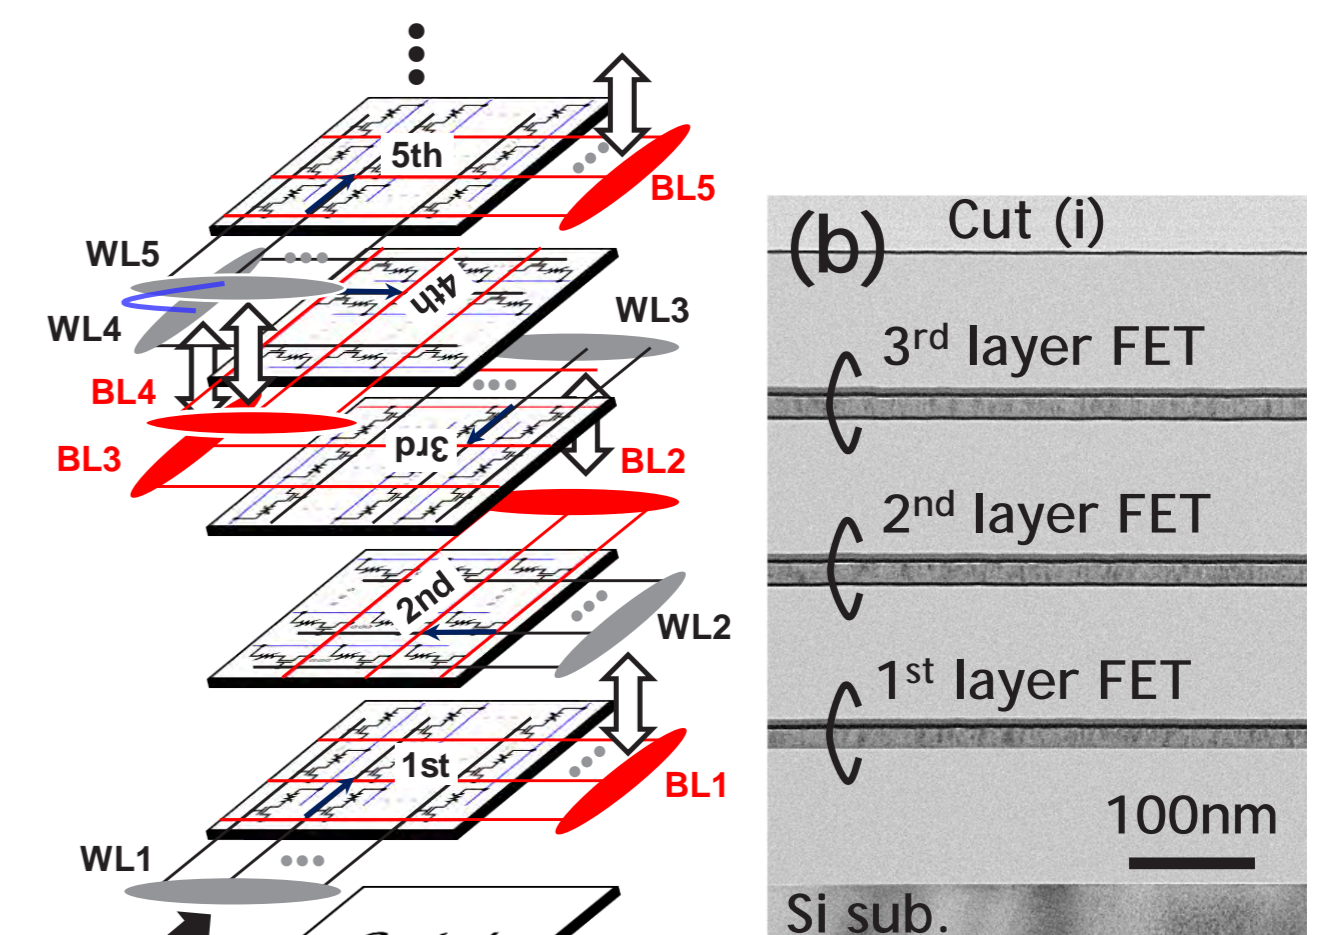 5th
BL5
WL5
4th
WL4
WL3
BL4
3rd
BL3
BL2
2nd
WL2
1st
BL1
WL1
(b)
Cut (i)
3rd layer FET
2nd layer FET
1st layer FET
100nm
Si sub.